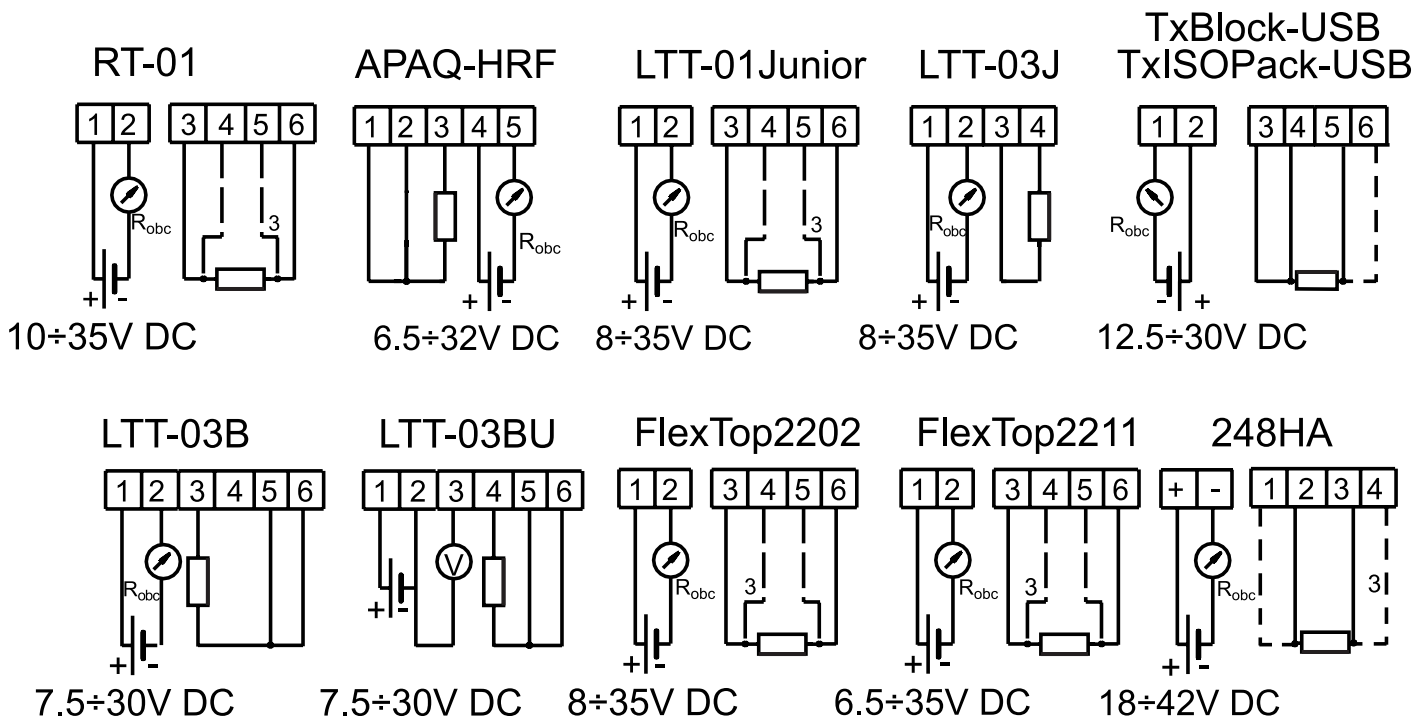 TxBlock-USB
RT-01 APAQ-HRF LTT-01Junior LTT-03J TxISOPack-USB
1 2 3 4 5 6 1 2 3 4 5 1 2 3 4 5 6 1 2 3 4 1 2 3 4 5 6
Robc 3 Robc Robc 3 Robc Robc
+ - + - + - + - - +
10÷35V DC 6.5÷32V DC 8÷35V DC 8÷35V DC 12.5÷30V DC
LTT-03B LTT-03BU FlexTop2202 FlexTop2211 248HA
1 2 3 4 5 6 1 2 3 4 5 6 1 2 3 4 5 6 1 2 3 4 5 6 + - 1 2 3 4
Robc V Robc 3 Robc 3 Robc 3
+ - + - + - + - + -
7.5÷30V DC 7.5÷30V DC 8÷35V DC 6.5÷35V DC 18÷42V DC